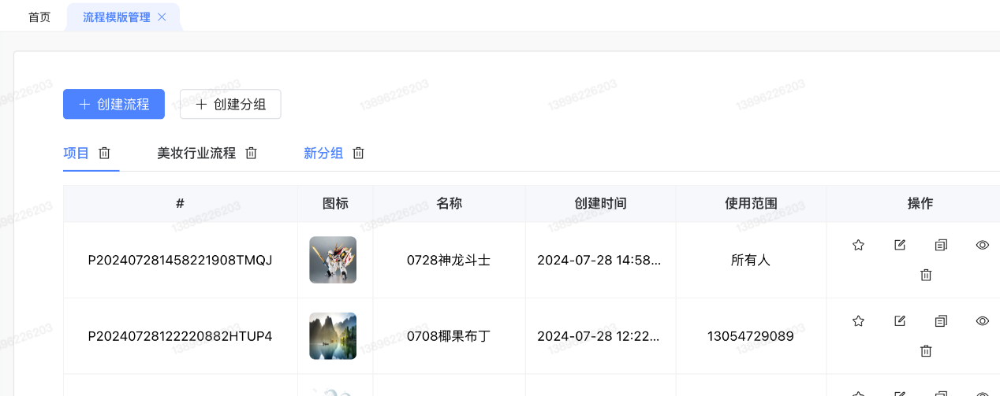 首页 流程模版管理
创建流程 创建分组
项目 美妆行业流程 新分组
# 图标 名称 创建时间 使用范围 操作
P202407281458221908TMQJ 0728神龙斗士 2024-07-28 14:58... 所有人
P20240728122220882HTUP4 0708椰果布丁 2024-07-28 12:22... 13054729089
13896226203